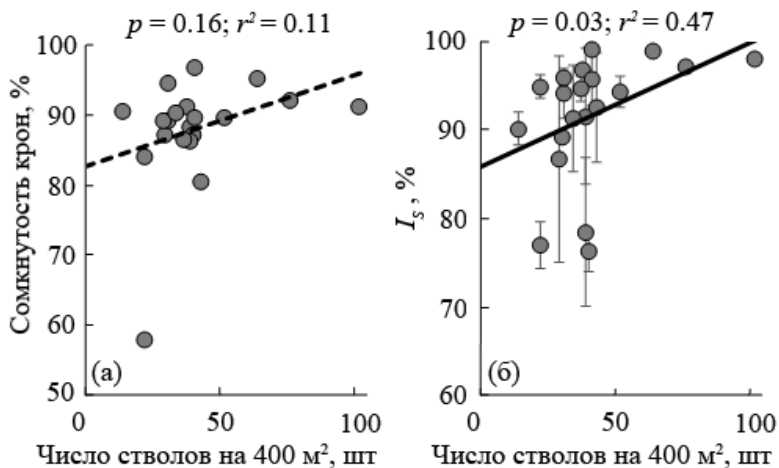 p = 0.16; r² = 0.11
100
90
80
70
60
50
Сомкнутость крон, %
(а)
0 50 100
Число стволов на 400 м², шт
p = 0.03; r² = 0.47
100
90
80
70
60
I_s, %
(б)
0 50 100
Число стволов на 400 м², шт